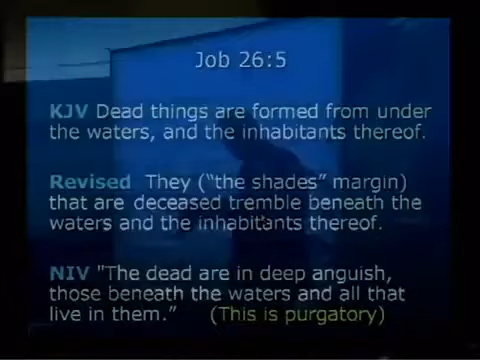 Job 26:5
KJV Dead things are formed from under
the waters, and the inhabitants thereof.
Revised They ("the shades" margin)
that are deceased tremble beneath the
waters and the inhabitants thereof.
NIV "The dead are in deep anguish,
those beneath the waters and all that
live in them." (This is purgatory)